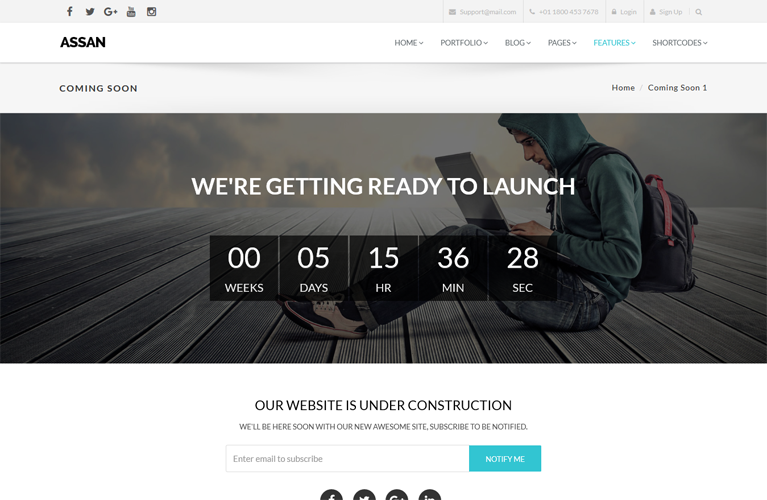 Support@mail.com +01 1800 453 7678 Login Sign Up
ASSAN
HOME PORTFOLIO BLOG PAGES FEATURES SHORTCODES
COMING SOON
Home / Coming Soon 1
WE'RE GETTING READY TO LAUNCH
00 05 15 36 28
WEEKS DAYS HR MIN SEC
OUR WEBSITE IS UNDER CONSTRUCTION
WE'LL BE HERE SOON WITH OUR NEW AWESOME SITE, SUBSCRIBE TO BE NOTIFIED.
Enter email to subscribe
NOTIFY ME